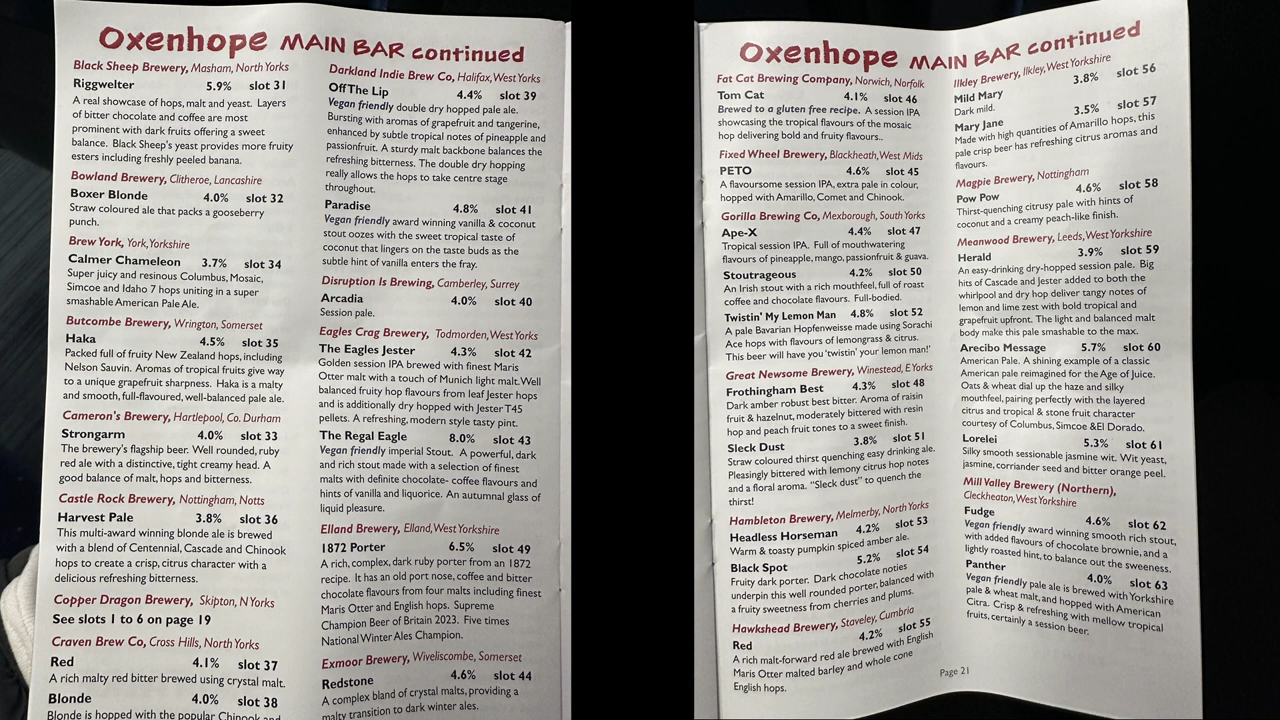 Oxenhope MAIN BAR continued
Black Sheep Brewery, Masham, North Yorks
Riggwelter 5.9% slot 31
A real showcase of hops, malt and yeast. Layers
of bitter chocolate and coffee are most
prominent with dark fruits offering a sweet
balance. Black Sheep's yeast provides more fruity
esters including freshly peeled banana.
Bowland Brewery, Clitheroe, Lancashire
Boxer Blonde 4.0% slot 32
Straw coloured ale that packs a gooseberry
punch.
Brew York, York, Yorkshire
Calmer Chameleon 3.7% slot 34
Super juicy and resinous Columbus, Mosaic,
Simcoe and Idaho 7 hops uniting in a super
smashable American Pale Ale.
Butcombe Brewery, Wrington, Somerset
Haka 4.5% slot 35
Packed full of fruity New Zealand hops, including
Nelson Sauvin. Aromas of tropical fruits give way
to a unique grapefruit sharpness. Haka is a malty
and smooth, full-flavoured, well-balanced pale ale.
Cameron's Brewery, Hartlepool, Co. Durham
Strongarm 4.0% slot 33
The brewery's flagship beer. Well rounded, ruby
red ale with a distinctive, tight creamy head. A
good balance of malt, hops and bitterness.
Castle Rock Brewery, Nottingham, Notts
Harvest Pale 3.8% slot 36
This multi-award winning blonde ale is brewed
with a blend of Centennial, Cascade and Chinook
hops to create a crisp, citrus character with a
delicious refreshing bitterness.
Copper Dragon Brewery, Skipton, N Yorks
See slots 1 to 6 on page 19
Craven Brew Co, Cross Hills, North Yorks
Red 4.1% slot 37
A rich malty red bitter brewed using crystal malt.
Blonde 4.0% slot 38
Blonde is hopped with the popular Chinook and
Darkland Indie Brew Co, Halifax, West Yorks
Off The Lip 4.4% slot 39
Vegan friendly double dry hopped pale ale.
Bursting with aromas of grapefruit and tangerine,
enhanced by subtle tropical notes of pineapple and
passionfruit. A sturdy malt backbone balances the
refreshing bitterness. The double dry hopping
really allows the hops to take centre stage
throughout.
Paradise 4.8% slot 41
Vegan friendly award winning vanilla & coconut
stout oozes with the sweet tropical taste of
coconut that lingers on the taste buds as the
subtle hint of vanilla enters the fray.
Disruption Is Brewing, Camberley, Surrey
Arcadia 4.0% slot 40
Session pale.
Eagles Crag Brewery, Todmorden, West Yorks
The Eagles Jester 4.3% slot 42
Golden session IPA brewed with finest Maris
Otter malt with a touch of Munich light malt. Well
balanced fruity hop flavours from leaf Jester hops
and is additionally dry hopped with Jester T45
pellets. A refreshing, modern style tasty pint.
The Regal Eagle 8.0% slot 43
Vegan friendly imperial Stout. A powerful, dark
and rich stout made with a selection of finest
malts with definite chocolate- coffee flavours and
hints of vanilla and liquorice. An autumnal glass of
liquid pleasure.
Elland Brewery, Elland, West Yorkshire
1872 Porter 6.5% slot 49
A rich, complex, dark ruby porter from an 1872
recipe. It has an old port nose, coffee and bitter
chocolate flavours from four malts including finest
Maris Otter and English hops. Supreme
Champion Beer of Britain 2023. Five times
National Winter Ales Champion.
Exmoor Brewery, Wiveliscombe, Somerset
Redstone 4.6% slot 44
A complex bland of crystal malts, providing a
malty transition to dark winter ales.
Oxenhope MAIN BAR continued
Fat Cat Brewing Company, Norwich, Norfolk
Tom Cat 4.1% slot 46
Brewed to a gluten free recipe. A session IPA
showcasing the tropical flavours of the mosaic
hop delivering bold and fruity flavours..
Fixed Wheel Brewery, Blackheath, West Mids
PETO 4.6% slot 45
A flavoursome session IPA, extra pale in colour,
hopped with Amarillo, Comet and Chinook.
Gorilla Brewing Co, Mexborough, South Yorks
Ape-X 4.4% slot 47
Tropical session IPA. Full of mouthwatering
flavours of pineapple, mango, passionfruit & guava.
Stoutrageous 4.2% slot 50
An Irish stout with a rich mouthfeel, full of roast
coffee and chocolate flavours. Full-bodied.
Twistin' My Lemon Man 4.8% slot 52
A pale Bavarian Hopfenweisse made using Sorachi
Ace hops with flavours of lemongrass & citrus.
This beer will have you 'twistin' your lemon man!'
Great Newsome Brewery, Winestead, E Yorks
Frothingham Best 4.3% slot 48
Dark amber robust best bitter. Aroma of raisin
fruit & hazelnut, moderately bittered with resin
hop and peach fruit tones to a sweet finish.
Sleck Dust 3.8% slot 51
Straw coloured thirst quenching easy drinking ale.
Pleasingly bittered with lemony citrus hop notes
and a floral aroma. "Sleck dust" to quench the
thirst!
Hambleton Brewery, Melmerby, North Yorks
Headless Horseman 4.2% slot 53
Warm & toasty pumpkin spiced amber ale.
Black Spot 5.2% slot 54
Fruity dark porter. Dark chocolate noties
underpin this well rounded porter, balanced with
a fruity sweetness from cherries and plums.
Hawkshead Brewery, Staveley, Cumbria
Red 4.2% slot 55
A rich malt-forward red ale brewed with English
Maris Otter malted barley and whole cone
English hops.
Ilkley Brewery, Ilkley, West Yorkshire
Mild Mary 3.8% slot 56
Dark mild.
Mary Jane 3.5% slot 57
Made with high quantities of Amarillo hops, this
pale crisp beer has refreshing citrus aromas and
flavours.
Magpie Brewery, Nottingham
Pow Pow 4.6% slot 58
Thirst-quenching citrusy pale with hints of
coconut and a creamy peach-like finish.
Meanwood Brewery, Leeds, West Yorkshire
Herald 3.9% slot 59
An easy-drinking dry-hopped session pale. Big
hits of Cascade and Jester added to both the
whirlpool and dry hop deliver tangy notes of
lemon and lime zest with bold tropical and
grapefruit upfront. The light and balanced malt
body make this pale smashable to the max.
Arecibo Message 5.7% slot 60
American Pale. A shining example of a classic
American pale reimagined for the Age of Juice.
Oats & wheat dial up the haze and silky
mouthfeel, pairing perfectly with the layered
citrus and tropical & stone fruit character
courtesy of Columbus, Simcoe &El Dorado.
Lorelei 5.3% slot 61
Silky smooth sessionable jasmine wit. Wit yeast,
jasmine, corriander seed and bitter orange peel.
Mill Valley Brewery (Northern),
Cleckheaton, West Yorkshire
Fudge 4.6% slot 62
Vegan friendly award winning smooth rich stout,
with added flavours of chocolate brownie, and a
lightly roasted hint, to balance out the sweeness.
Panther 4.0% slot 63
Vegan friendly pale ale is brewed with Yorkshire
pale & wheat malt, and hopped with American
Citra. Crisp & refreshing with mellow tropical
fruits, certainly a session beer.
Page 21